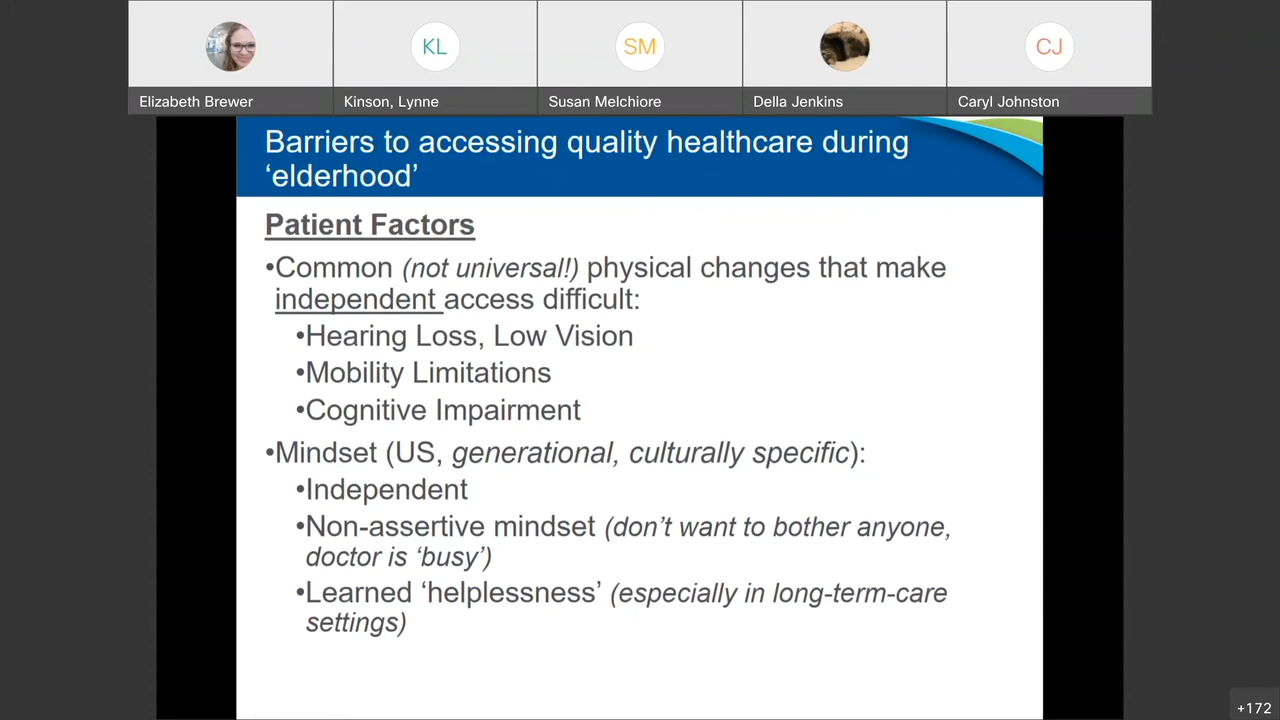 KL
SM
CJ
Elizabeth Brewer
Kinson, Lynne
Susan Melchiore
Della Jenkins
Caryl Johnston
Barriers to accessing quality healthcare during
‘elderhood’
Patient Factors
•Common (not universal!) physical changes that make
independent access difficult:
•Hearing Loss, Low Vision
•Mobility Limitations
•Cognitive Impairment
•Mindset (US, generational, culturally specific):
•Independent
•Non-assertive mindset (don’t want to bother anyone,
doctor is ‘busy’)
•Learned ‘helplessness’ (especially in long-term-care
settings)
+172